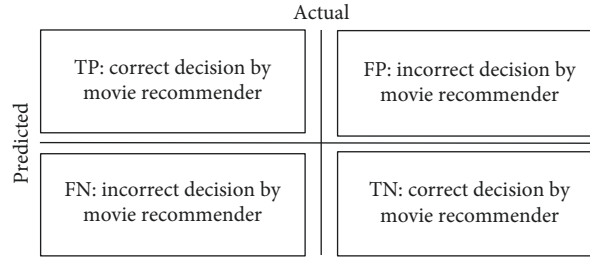 Actual
Predicted
TP: correct decision by
movie recommender
FP: incorrect decision by
movie recommender
FN: incorrect decision by
movie recommender
TN: correct decision by
movie recommender